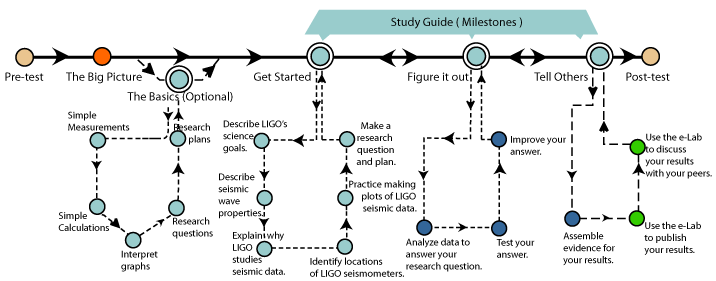 Study Guide ( Milestones )
Pre-test
The Big Picture
The Basics (Optional)
Get Started
Figure it out
Tell Others
Post-test
Simple
Measurements
Research
plans
Simple
Calculations
Research
questions
Interpret
graphs
Describe LIGO's
science
goals.
Make a
research
question
and plan.
Describe
seismic
wave
properties.
Practice making
plots of LIGO
seismic data.
Explain why
LIGO
studies
seismic data.
Identify locations
of LIGO seismometers.
Improve your
answer.
Analyze data to
answer your
research question.
Test your
answer.
Use the e-Lab
to discuss
your results
with your peers.
Assemble
evidence for
your results.
Use the e-Lab
to publish
your results.